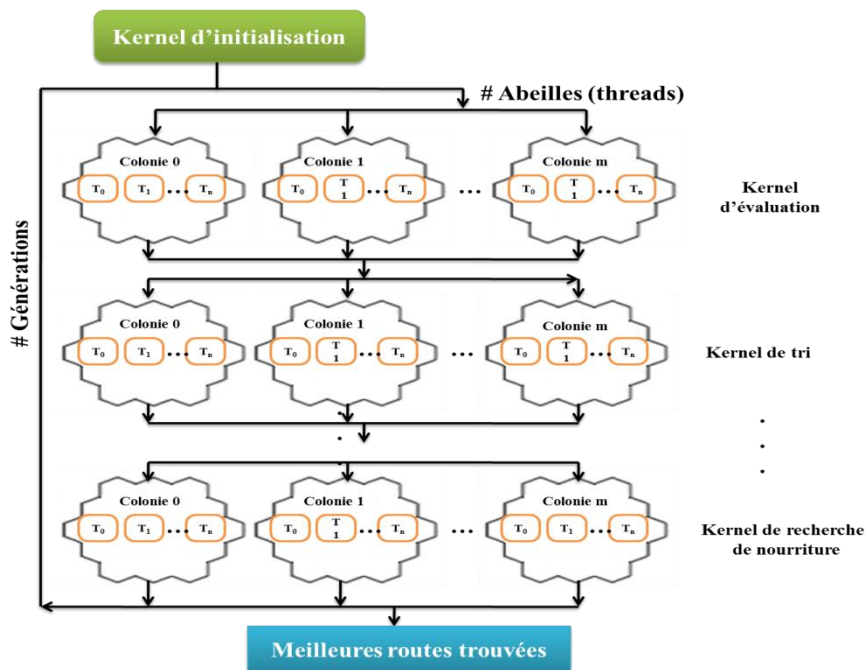 Kernel d'initialisation
# Abeilles (threads)
Colonie 0
Colonie 1
Colonie m
T₀ T₁ ... Tₙ
T₀ T 1 ... Tₙ
...
T₀ T 1 ... Tₙ
Kernel
d'évaluation
# Générations
Colonie 0
Colonie 1
Colonie m
T₀ T₁ ... Tₙ
T₀ T 1 ... Tₙ
...
T₀ T 1 ... Tₙ
Kernel de tri
Colonie 0
Colonie 1
Colonie m
T₀ T₁ ... Tₙ
T₀ T 1 ... Tₙ
...
T₀ T₁ ... Tₙ
Kernel de recherche
de nourriture
Meilleures routes trouvées